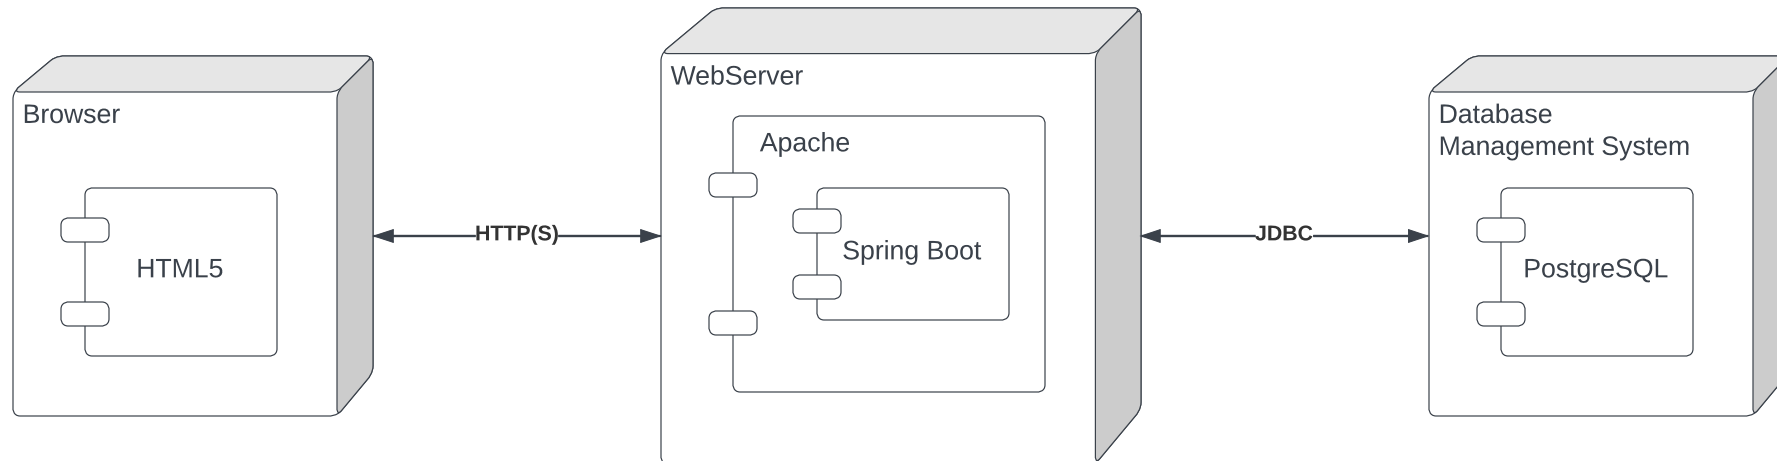 Browser
HTML5
HTTP(S)
WebServer
Apache
Spring Boot
JDBC
Database
Management System
PostgreSQL